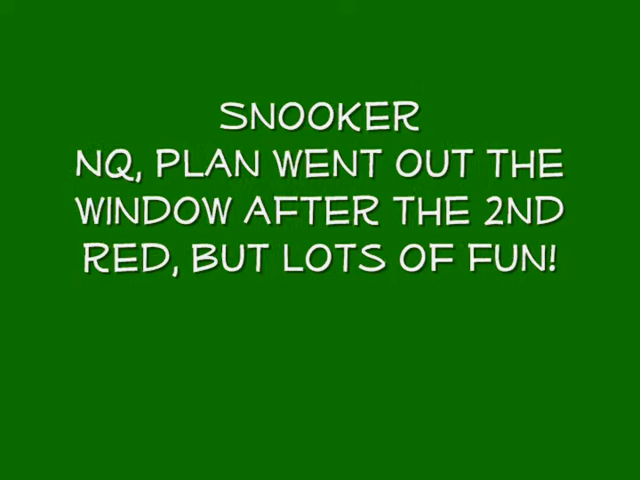 SNOOKER
NQ, PLAN WENT OUT THE
WINDOW AFTER THE 2ND
RED, BUT LOTS OF FUN!